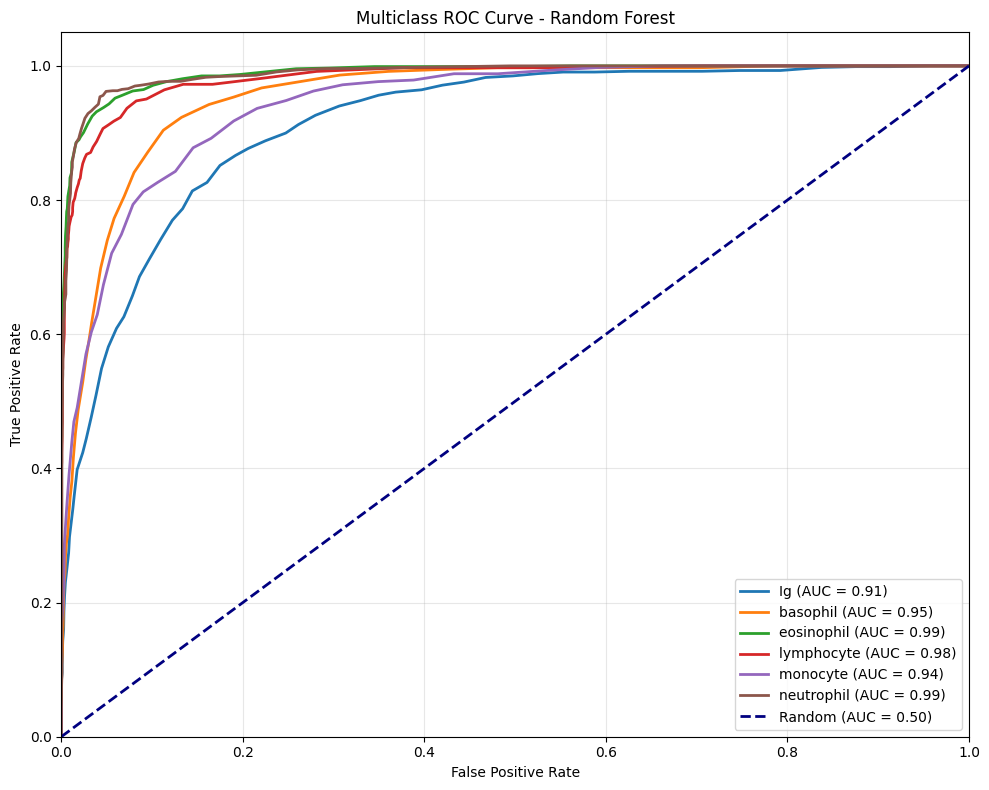 Multiclass ROC Curve - Random Forest
True Positive Rate
1.0
0.8
0.6
0.4
0.2
0.0
Ig (AUC = 0.91)
basophil (AUC = 0.95)
eosinophil (AUC = 0.99)
lymphocyte (AUC = 0.98)
monocyte (AUC = 0.94)
neutrophil (AUC = 0.99)
Random (AUC = 0.50)
0.0 0.2 0.4 0.6 0.8 1.0
False Positive Rate